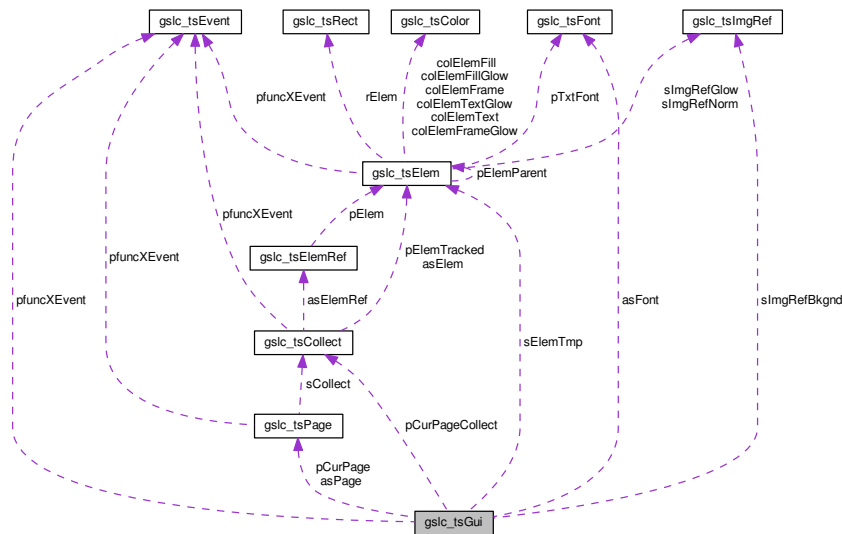 gslc_tsEvent
gslc_tsRect
gslc_tsColor
gslc_tsFont
gslc_tsImgRef
colElemFill
colElemFillGlow
colElemFrame
colElemTextGlow
colElemText
colElemFrameGlow
pfuncXEvent
rElem
pTxtFont
sImgRefGlow
sImgRefNorm
gslc_tsElem
pElemParent
pfuncXEvent
pElem
gslc_tsElemRef
pElemTracked
asElem
pfuncXEvent
pfuncXEvent
asElemRef
asFont
sImgRefBkgnd
gslc_tsCollect
sElemTmp
sCollect
gslc_tsPage
pCurPageCollect
pCurPage
asPage
gslc_tsGui